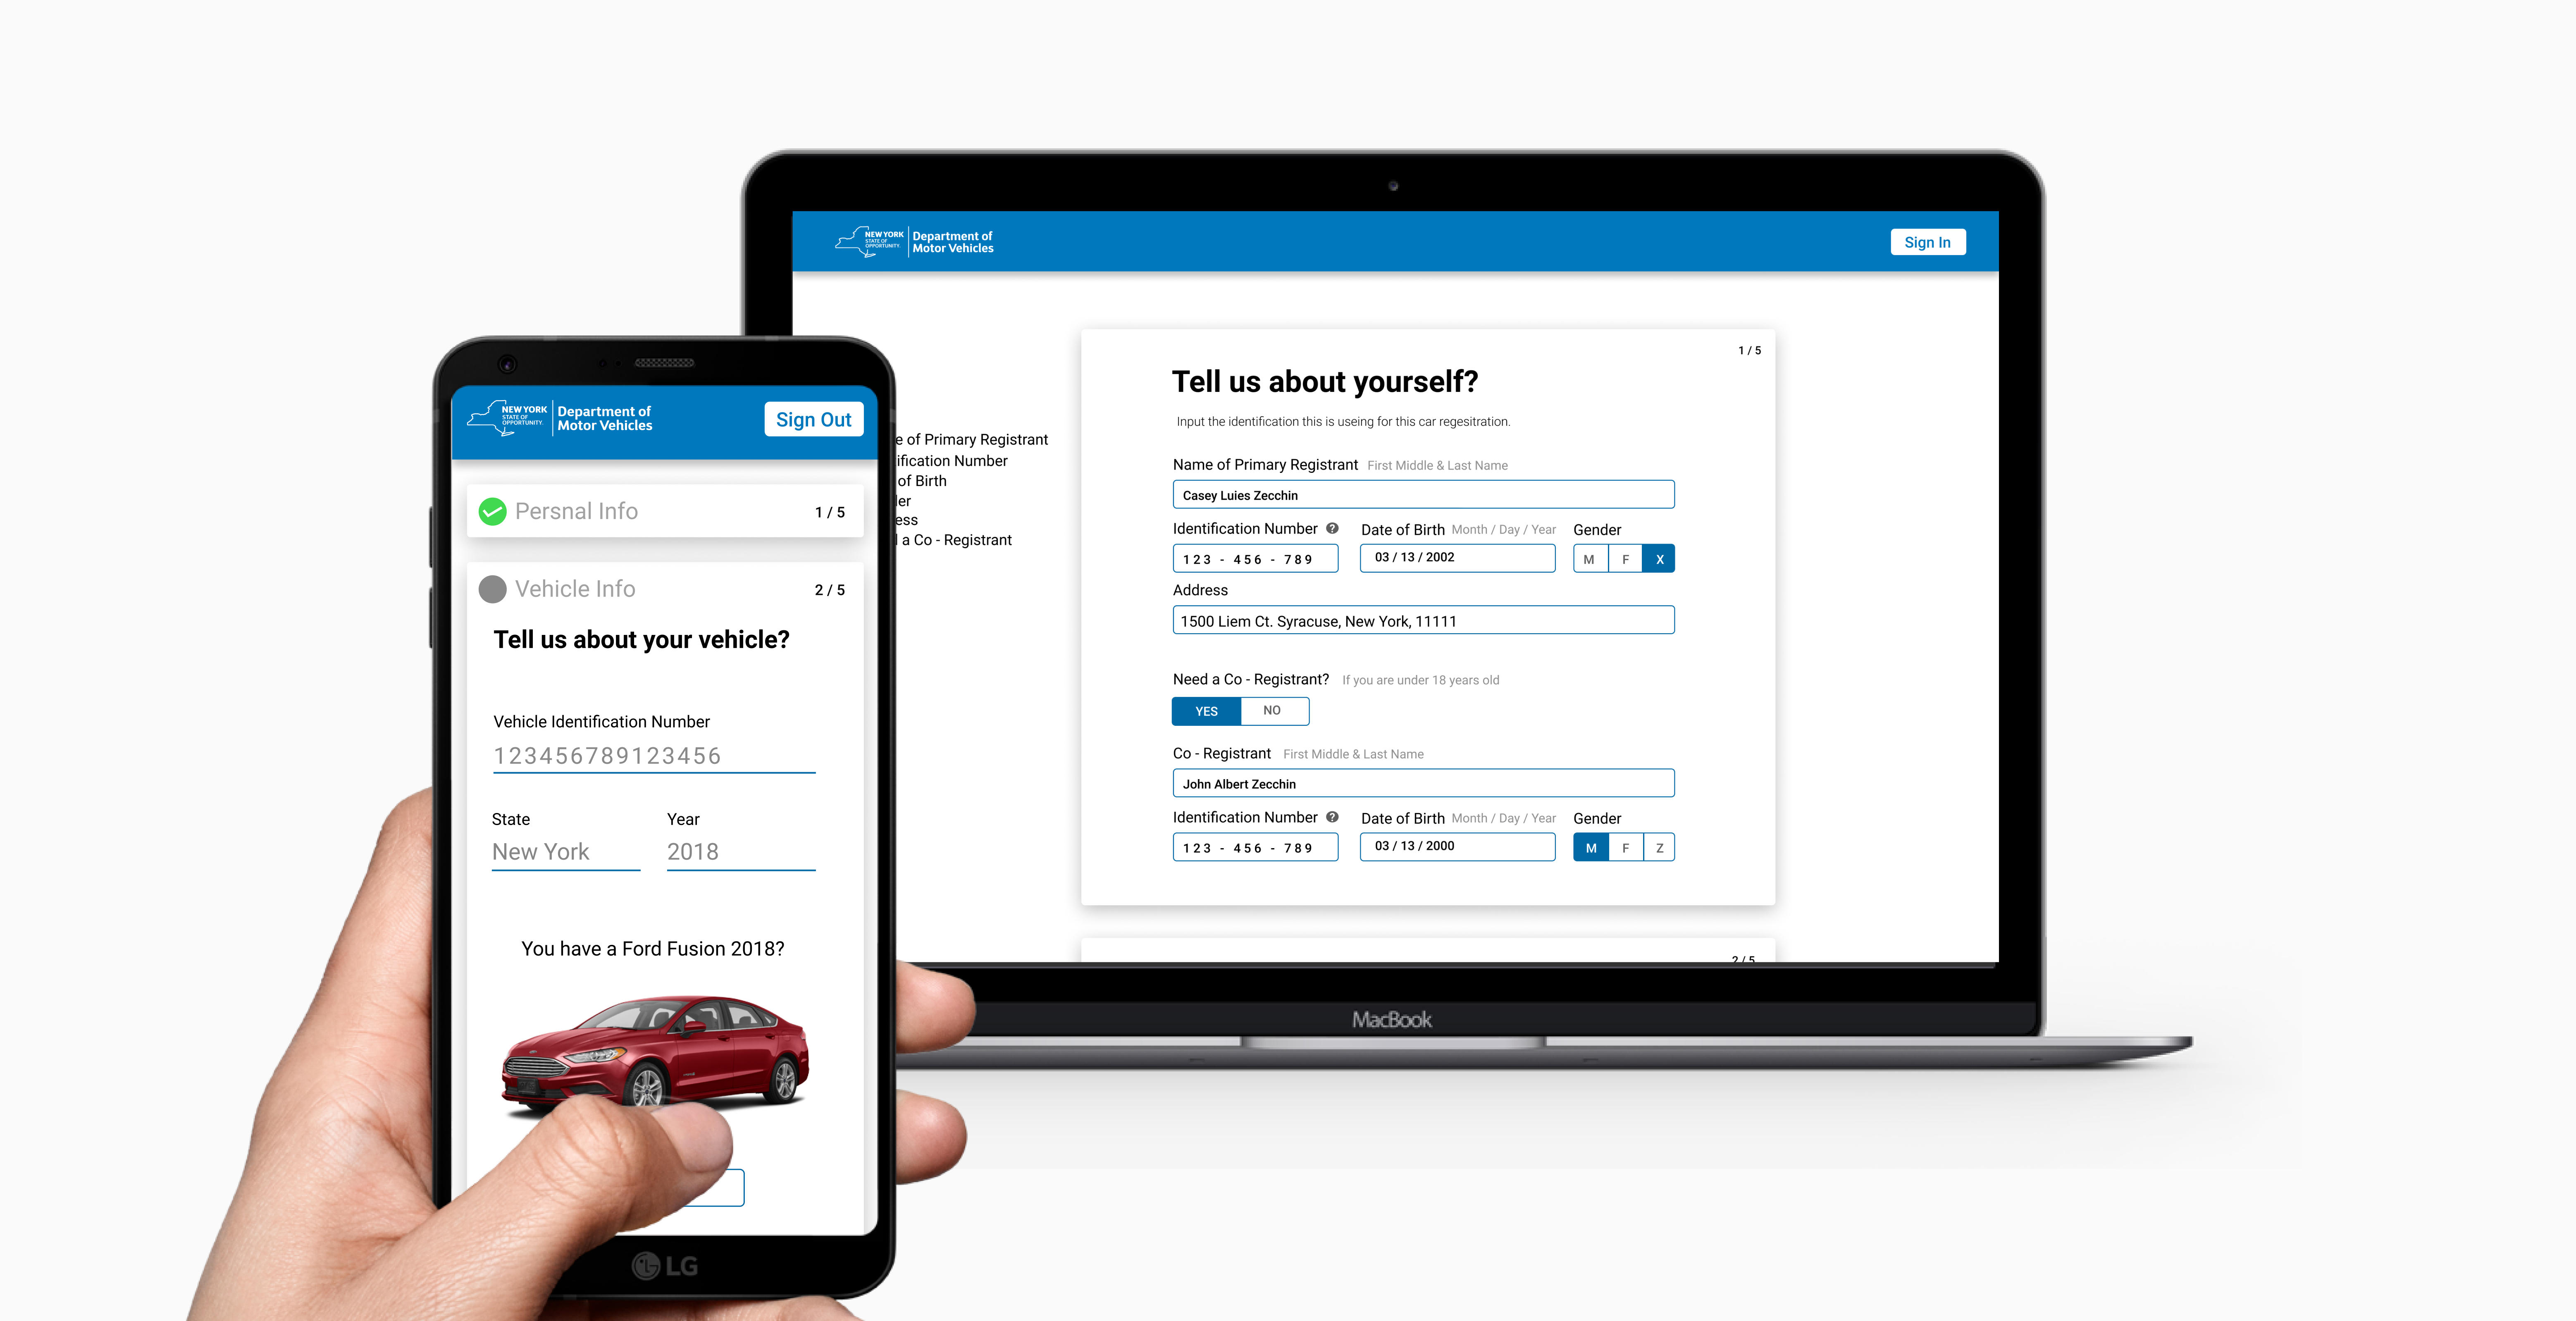 NEW YORK
STATE OF
OPPORTUNITY.
Department of
Motor Vehicles
Sign In
1 / 5
Tell us about yourself?
Input the identification this is useing for this car regesitration.
e of Primary Registrant
ification Number
of Birth
er
ess
a Co - Registrant
Name of Primary Registrant First Middle & Last Name
Casey Luies Zecchin
Identification Number ? Date of Birth Month / Day / Year Gender
123 - 456 - 789 03 / 13 / 2002 M F X
Address
1500 Liem Ct. Syracuse, New York, 11111
Need a Co - Registrant? If you are under 18 years old
YES NO
Co - Registrant First Middle & Last Name
John Albert Zecchin
Identification Number ? Date of Birth Month / Day / Year Gender
123 - 456 - 789 03 / 13 / 2000 M F Z
2 / 5
MacBook
NEW YORK
STATE OF
OPPORTUNITY.
Department of
Motor Vehicles
Sign Out
Persnal Info 1 / 5
Vehicle Info 2 / 5
Tell us about your vehicle?
Vehicle Identification Number
123456789123456
State Year
New York 2018
You have a Ford Fusion 2018?
LG